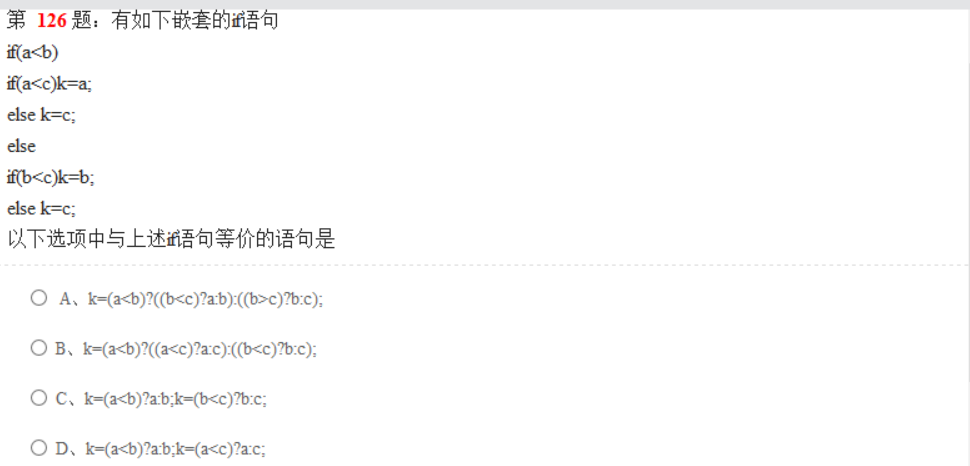 第 126 题：有如下嵌套的if语句
if(a<b)
if(a<c)k=a;
else k=c;
else
if(b<c)k=b;
else k=c;
以下选项中与上述if语句等价的语句是
A、k=(a<b)?((b<c)?a:b):((b>c)?b:c);
B、k=(a<b)?((a<c)?a:c):((b<c)?b:c);
C、k=(a<b)?a:b;k=(b<c)?b:c;
D、k=(a<b)?a:b;k=(a<c)?a:c;